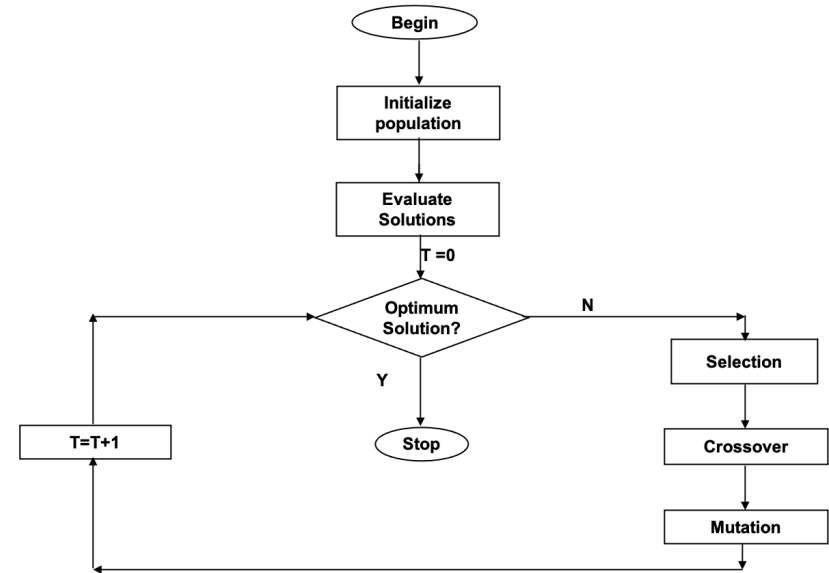 Begin
Initialize
population
Evaluate
Solutions
T =0
Optimum
Solution?
N
Selection
Y
T=T+1
Stop
Crossover
Mutation